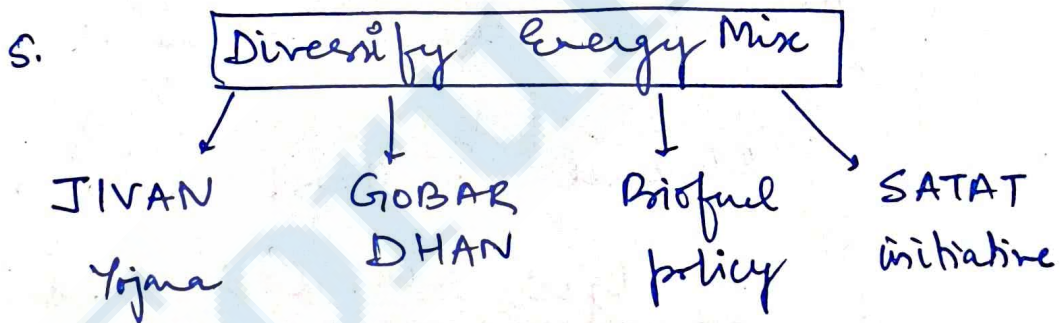 5. Diversify Energy Mix
JIVAN GOBAR Biofuel SATAT
Yojana DHAN policy initiative